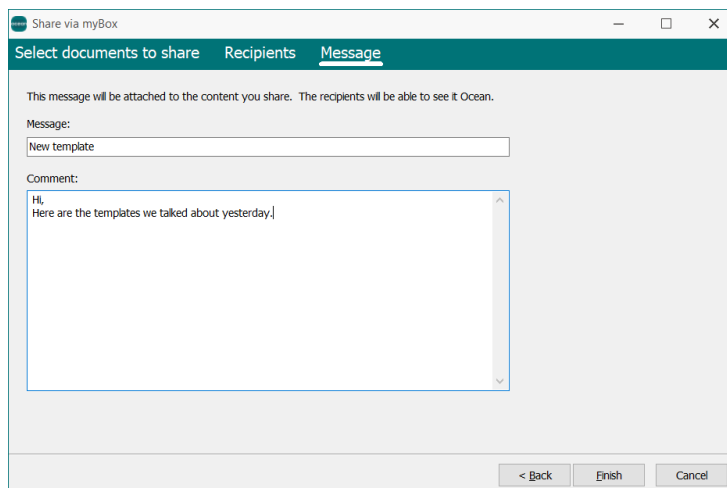 Share via myBox
Select documents to share Recipients Message
This message will be attached to the content you share. The recipients will be able to see it Ocean.
Message:
New template
Comment:
Hi,
Here are the templates we talked about yesterday.
< Back Finish Cancel